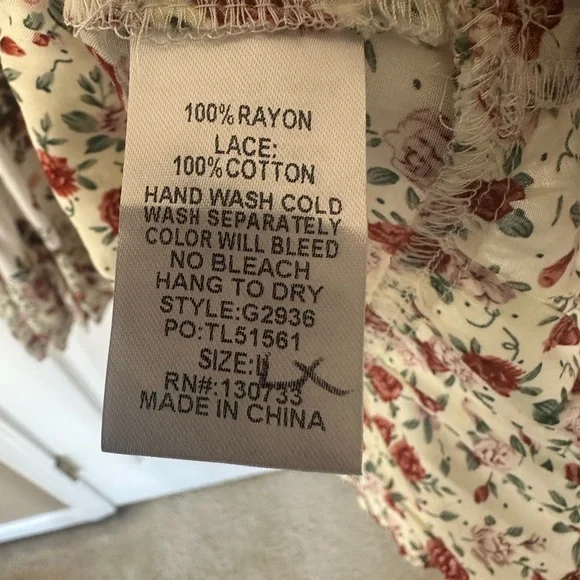 100% RAYON
LACE:
100% COTTON
HAND WASH COLD
WASH SEPARATELY
COLOR WILL BLEED
NO BLEACH
HANG TO DRY
STYLE:G2936
PO:TL51561
SIZE:
RN#:130733
MADE IN CHINA